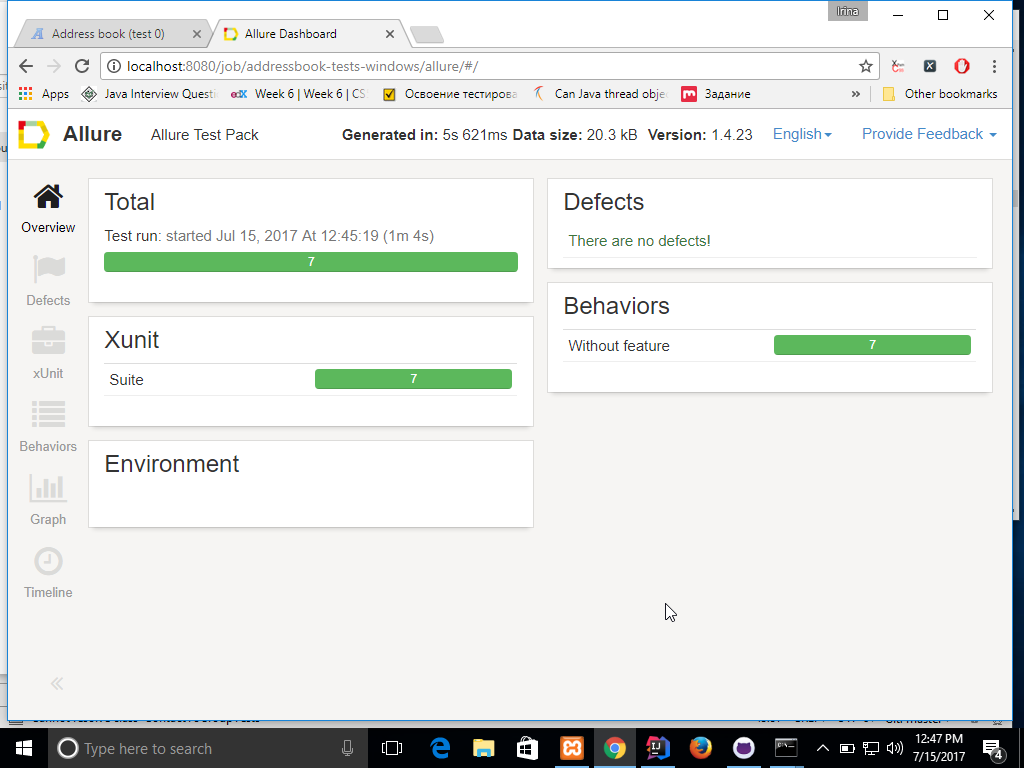 Irina
Address book (test 0)
Allure Dashboard
localhost:8080/job/addressbook-tests-windows/allure/#/
Apps
Java Interview Questi
Week 6 | Week 6 | CS
Освоение тестирова
Can Java thread obje
Задание
»
Other bookmarks
Allure
Allure Test Pack
Generated in: 5s 621ms Data size: 20.3 kB Version: 1.4.23
English
Provide Feedback
Overview
Defects
xUnit
Behaviors
Graph
Timeline
«
Total
Test run: started Jul 15, 2017 At 12:45:19 (1m 4s)
7
Xunit
Suite
7
Environment
Defects
There are no defects!
Behaviors
Without feature
7
Type here to search
12:47 PM
7/15/2017
4